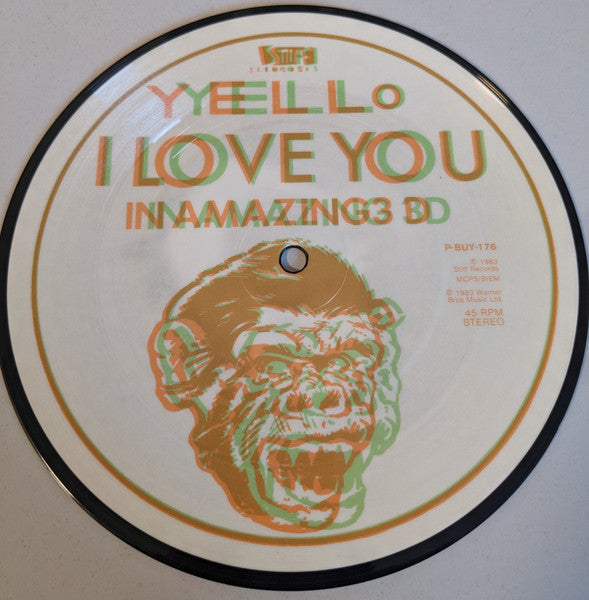 STIFF
RECORDS
YELLO
I LOVE YOU
IN AMAZING 3D
P-BUY-176
℗ 1983
Stiff Records
MCPS/BIEM
© 1983 Warner
Bros Music Ltd
45 RPM
STEREO